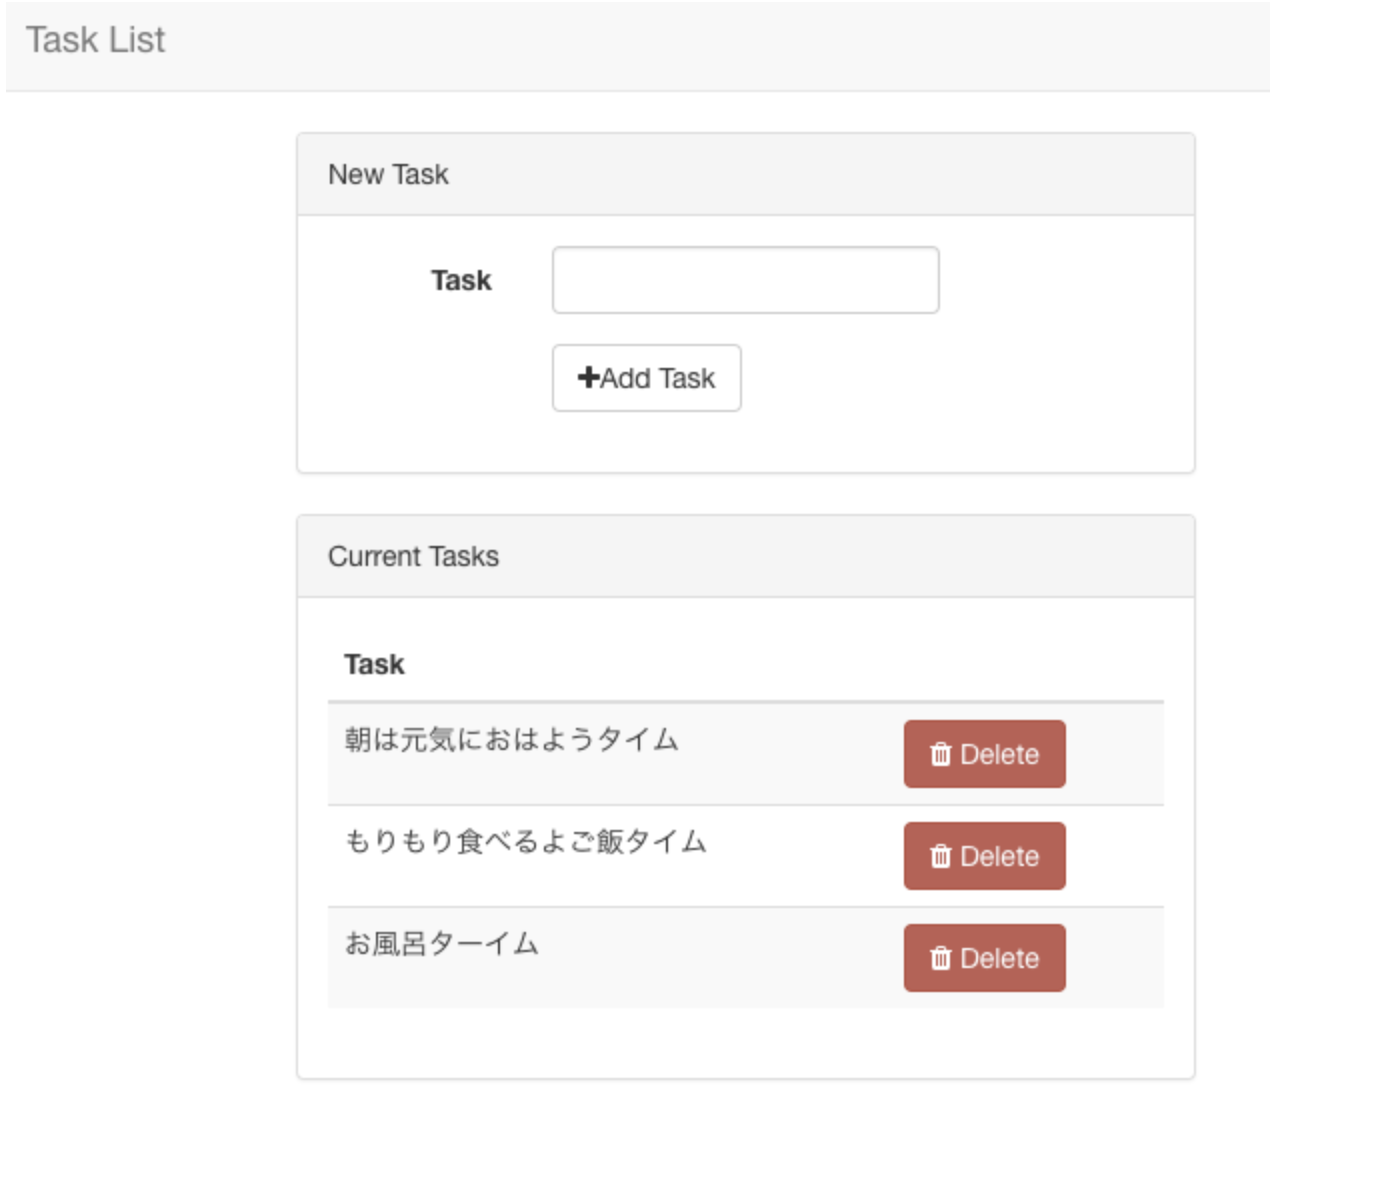 Task List
New Task
Task
+Add Task
Current Tasks
Task
朝は元気におはようタイム
Delete
もりもり食べるよご飯タイム
Delete
お風呂ターイム
Delete